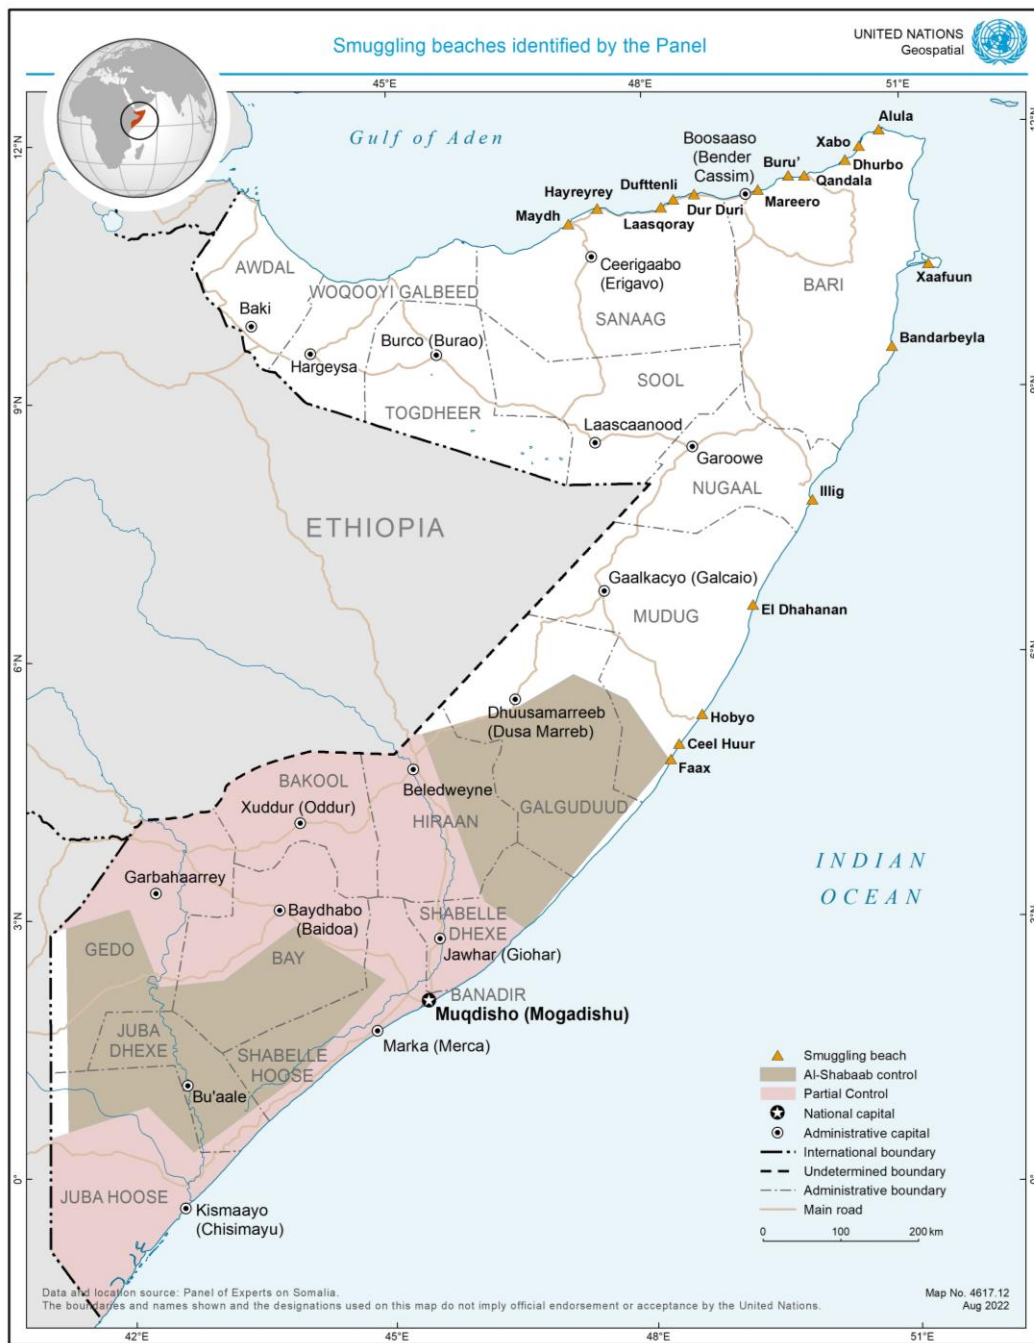 Smuggling beaches identified by the Panel
UNITED NATIONS
Geospatial
45°E
48°E
51°E
12°N
12°N
Gulf of Aden
Alula
Xabo
Dhurbo
Boosaaso
(Bender
Cassim)
Buru'
Qandala
Mareero
Dufttenli
Hayreyrey
Maydh
Laasqoray
Dur Duri
Xaafuun
Ceerigaabo
(Erigavo)
AWDAL
WOQOOYI GALBEED
BARI
SANAAG
Baki
Burco (Burao)
Hargeysa
Bandarbeyla
SOOL
9°N
9°N
TOGDHEER
Laascaanood
Garoowe
NUGAAL
Illig
ETHIOPIA
Gaalkacyo (Galcaio)
MUDUG
El Dhahanan
6°N
6°N
Dhuusamarreeb
(Dusa Marreb)
Hobyo
Ceel Huur
Faax
BAKOOL
Beledweyne
Xuddur (Oddur)
HIRAAN
GALGUDUUD
INDIAN
OCEAN
Garbahaarrey
Baydhabo
(Baidoa)
3°N
3°N
SHABELLE
DHEXE
GEDO
BAY
Jawhar (Giohar)
BANADIR
Muqdisho (Mogadishu)
JUBA
DHEXE
SHABELLE
HOOSE
Marka (Merca)
Bu'aale
JUBA HOOSE
Kismaayo
(Chisimayu)
0°
0°
Smuggling beach
Al-Shabaab control
Partial Control
National capital
Administrative capital
International boundary
Undetermined boundary
Administrative boundary
Main road
0 100 200 km
Data and location source: Panel of Experts on Somalia.
The boundaries and names shown and the designations used on this map do not imply official endorsement or acceptance by the United Nations.
Map No. 4617.12
Aug 2022
42°E
45°E
48°E
51°E